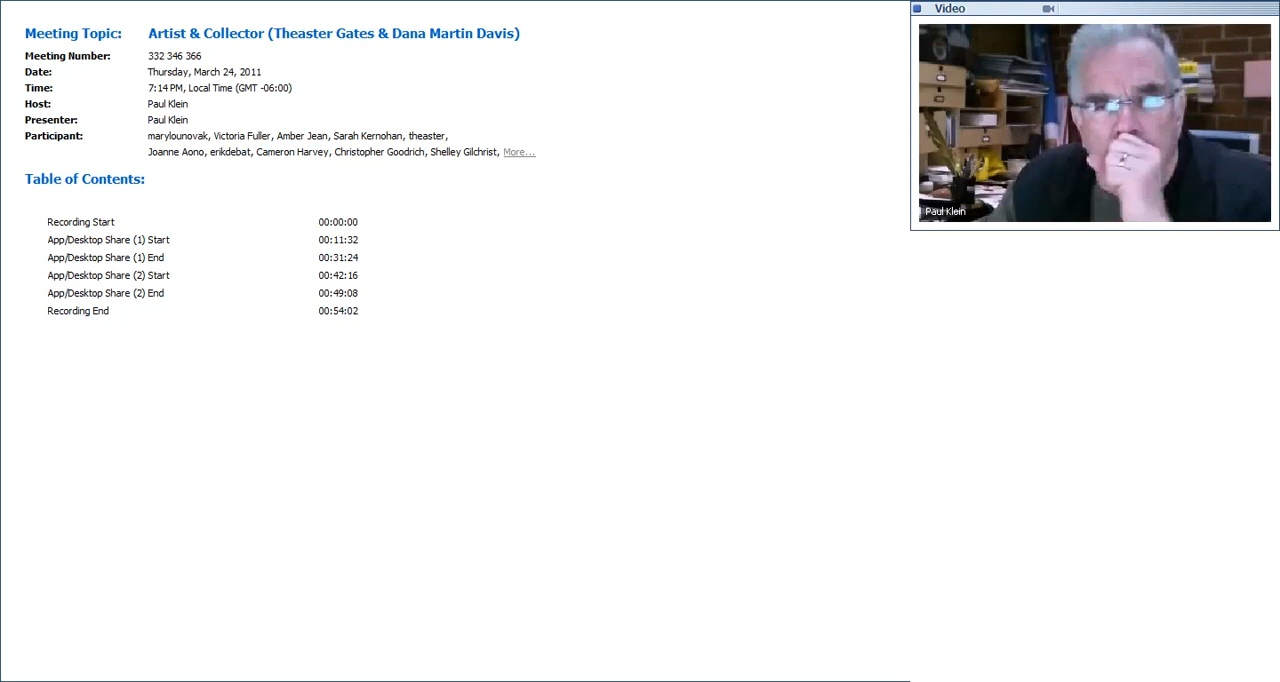 Meeting Topic: Artist & Collector (Theaster Gates & Dana Martin Davis)
Meeting Number: 332 346 366
Date: Thursday, March 24, 2011
Time: 7:14 PM, Local Time (GMT -06:00)
Host: Paul Klein
Presenter: Paul Klein
Participant: marylounovak, Victoria Fuller, Amber Jean, Sarah Kernohan, theaster,
Joanne Aono, erikdebat, Cameron Harvey, Christopher Goodrich, Shelley Gilchrist, More...
Table of Contents:
Recording Start 00:00:00
App/Desktop Share (1) Start 00:11:32
App/Desktop Share (1) End 00:31:24
App/Desktop Share (2) Start 00:42:16
App/Desktop Share (2) End 00:49:08
Recording End 00:54:02
Video
Paul Klein